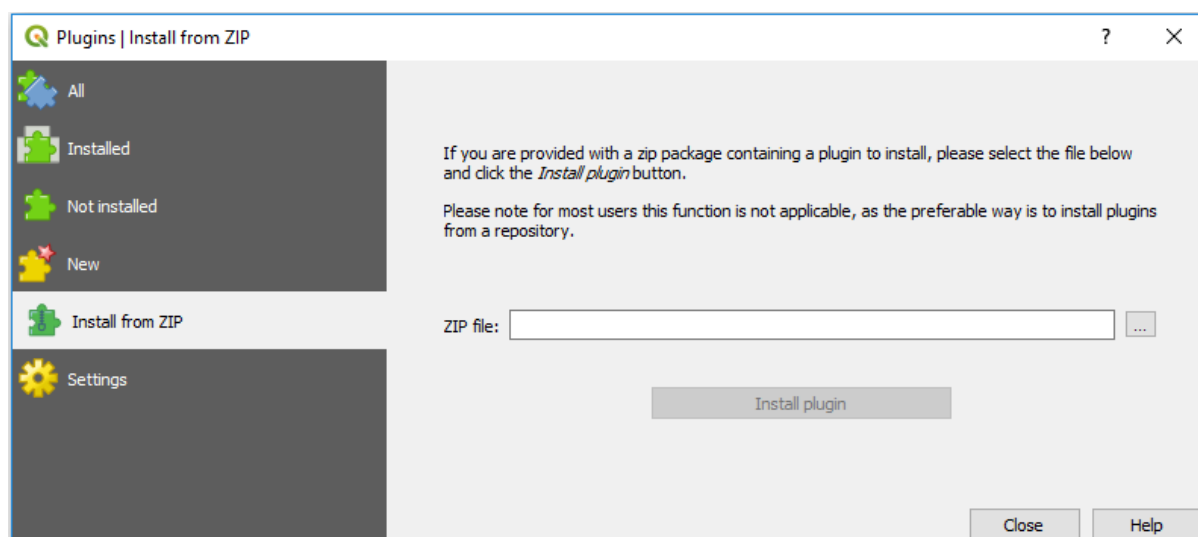 Plugins | Install from ZIP
?
All
Installed
Not installed
New
Install from ZIP
Settings
If you are provided with a zip package containing a plugin to install, please select the file below
and click the Install plugin button.
Please note for most users this function is not applicable, as the preferable way is to install plugins
from a repository.
ZIP file:
...
Install plugin
Close
Help